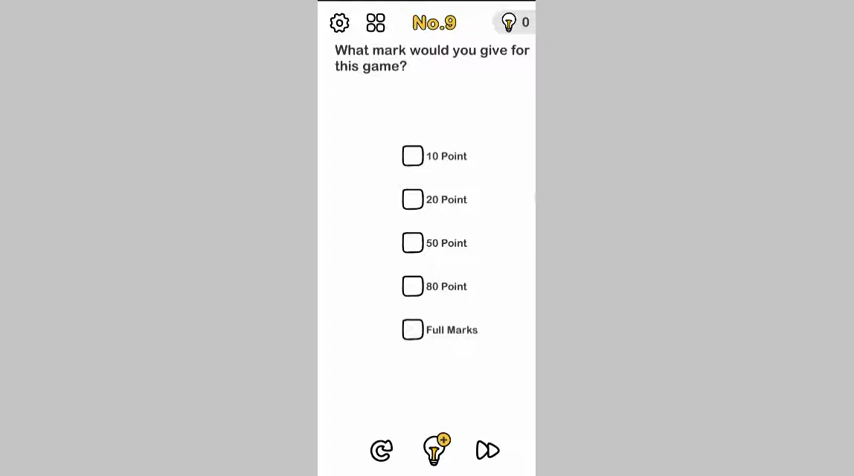 No.9
0
What mark would you give for
this game?
10 Point
20 Point
50 Point
80 Point
Full Marks